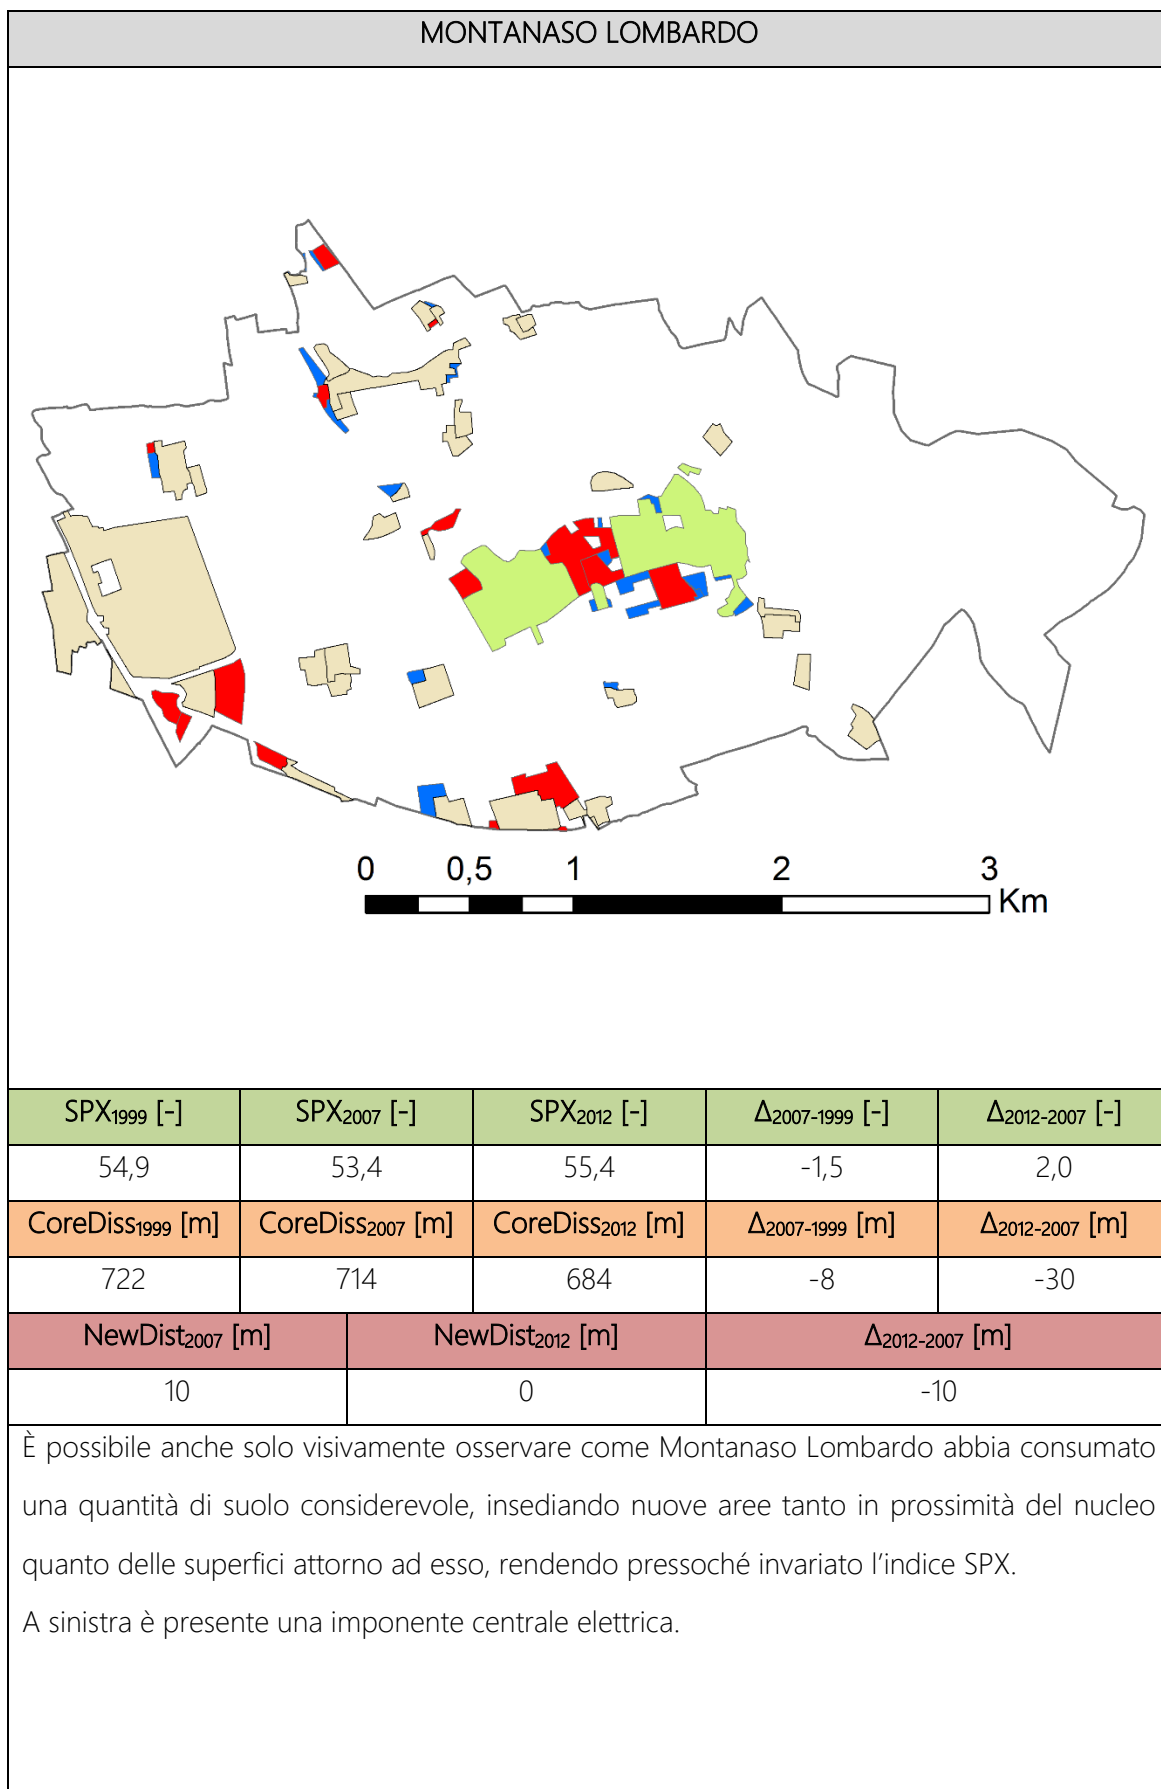 MONTANASO LOMBARDO
0 0,5 1 2 3
Km
SPX1999 [-] SPX2007 [-] SPX2012 [-] Δ2007-1999 [-] Δ2012-2007 [-]
54,9 53,4 55,4 -1,5 2,0
CoreDiss1999 [m] CoreDiss2007 [m] CoreDiss2012 [m] Δ2007-1999 [m] Δ2012-2007 [m]
722 714 684 -8 -30
NewDist2007 [m] NewDist2012 [m] Δ2012-2007 [m]
10 0 -10
È possibile anche solo visivamente osservare come Montanaso Lombardo abbia consumato
una quantità di suolo considerevole, insediando nuove aree tanto in prossimità del nucleo
quanto delle superfici attorno ad esso, rendendo pressoché invariato l'indice SPX.
A sinistra è presente una imponente centrale elettrica.